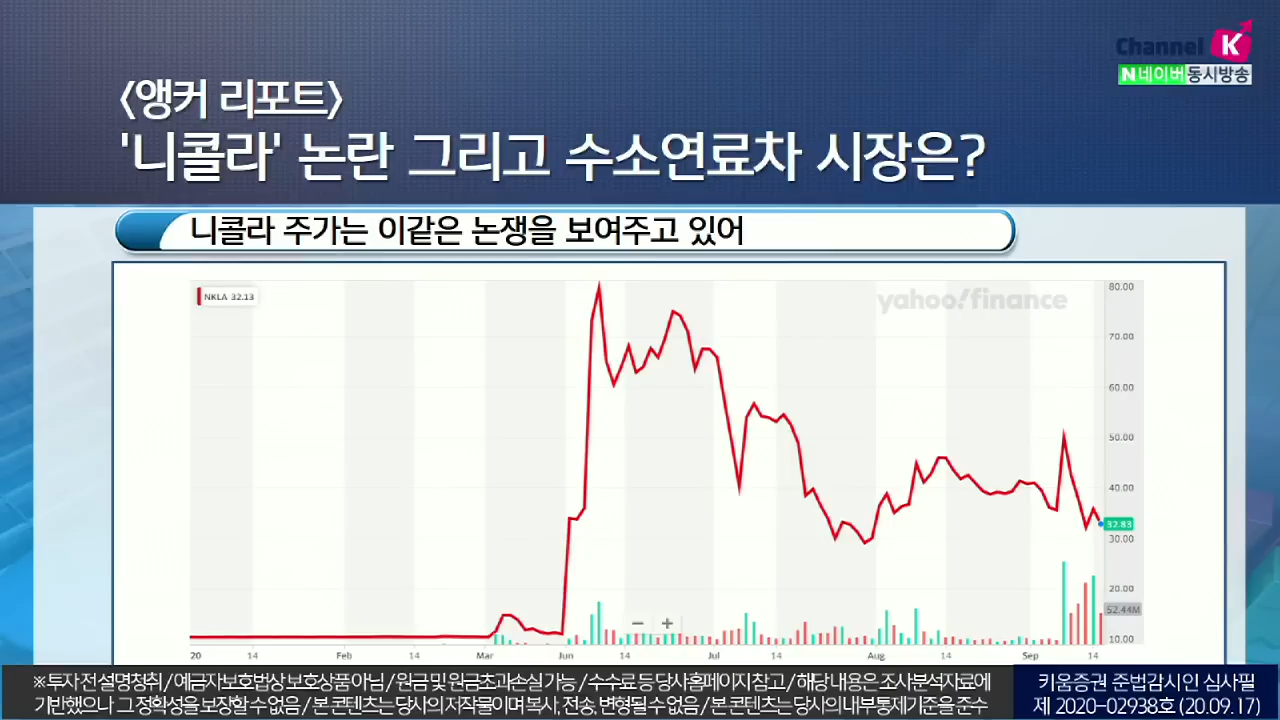 Channel K
N 네이버 동시방송
<앵커 리포트>
'니콜라' 논란 그리고 수소연료차 시장은?
니콜라 주가는 이같은 논쟁을 보여주고 있어
NKLA 32.13
yahoo!finance
80.00
70.00
60.00
50.00
40.00
32.83
30.00
20.00
52.44M
10.00
20 14 Feb 14 Mar Jun 14 Jul 14 Aug 14 Sep 14
※투자 전 설명청취 / 예금자보호법상 보호상품 아님 / 원금 및 원금초과손실 가능 / 수수료 등 당사홈페이지 참고 / 해당 내용은 조사분석자료에
기반했으나 그 정확성을 보장할 수 없음 / 본 콘텐츠는 당사의 저작물이며 복사, 전송, 변형될 수 없음 / 본 콘텐츠는 당사의 내부통제기준을 준수
키움증권 준법감시인 심사필
제 2020-02938호 (20.09.17)